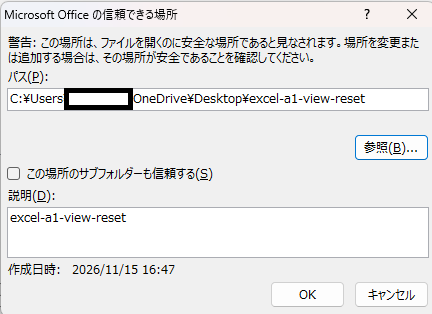 Microsoft Office の信頼できる場所
?
警告: この場所は、ファイルを開くのに安全な場所であると見なされます。場所を変更また
は追加する場合は、その場所が安全であることを確認してください。
パス(P):
C:¥Users OneDrive¥Desktop¥excel-a1-view-reset
参照(B)...
この場所のサブフォルダーも信頼する(S)
説明(D):
excel-a1-view-reset
作成日時: 2026/11/15 16:47
OK キャンセル